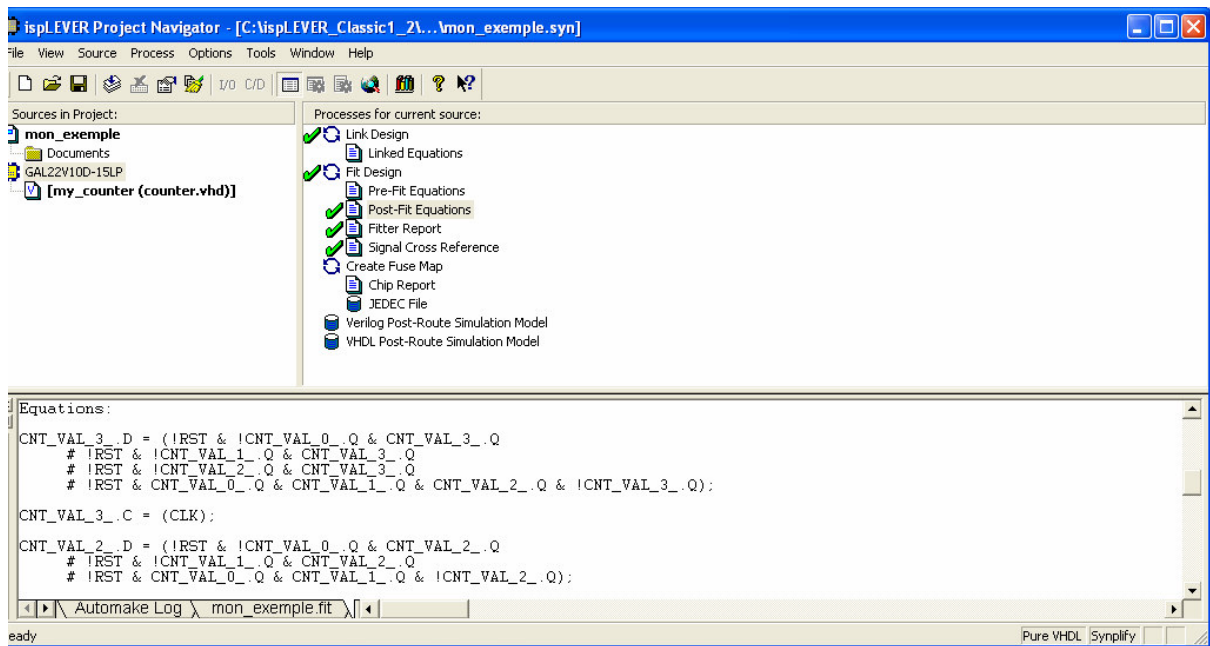 ispLEVER Project Navigator - [C:\ispLEVER_Classic1_2\...\mon_exemple.syn]
File View Source Process Options Tools Window Help
I/O C/D
Sources in Project:
mon_exemple
Documents
GAL22V10D-15LP
[my_counter (counter.vhd)]
Processes for current source:
Link Design
Linked Equations
Fit Design
Pre-Fit Equations
Post-Fit Equations
Fitter Report
Signal Cross Reference
Create Fuse Map
Chip Report
JEDEC File
Verilog Post-Route Simulation Model
VHDL Post-Route Simulation Model
Equations:
CNT_VAL_3_.D = (!RST & !CNT_VAL_0_.Q & CNT_VAL_3_.Q
# !RST & !CNT_VAL_1_.Q & CNT_VAL_3_.Q
# !RST & !CNT_VAL_2_.Q & CNT_VAL_3_.Q
# !RST & CNT_VAL_0_.Q & CNT_VAL_1_.Q & CNT_VAL_2_.Q & !CNT_VAL_3_.Q);
CNT_VAL_3_.C = (CLK);
CNT_VAL_2_.D = (!RST & !CNT_VAL_0_.Q & CNT_VAL_2_.Q
# !RST & !CNT_VAL_1_.Q & CNT_VAL_2_.Q
# !RST & CNT_VAL_0_.Q & CNT_VAL_1_.Q & !CNT_VAL_2_.Q);
Automake Log mon_exemple.fit
eady
Pure VHDL Synplify